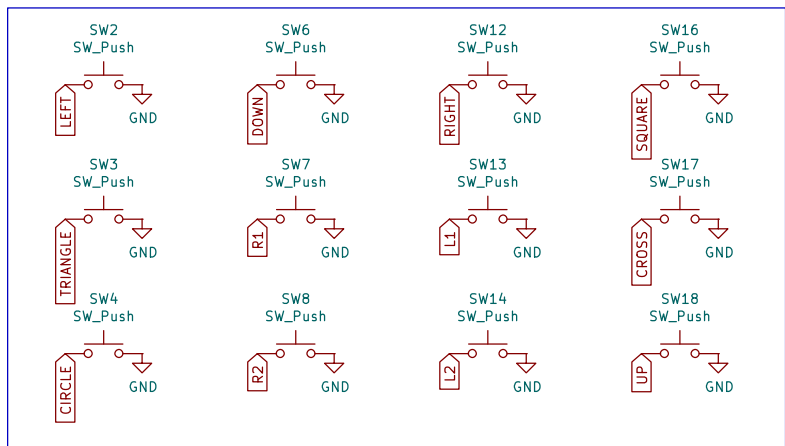 SW2
SW_Push
LEFT
GND
SW6
SW_Push
DOWN
GND
SW12
SW_Push
RIGHT
GND
SW16
SW_Push
SQUARE
GND
SW3
SW_Push
TRIANGLE
GND
SW7
SW_Push
R1
GND
SW13
SW_Push
L1
GND
SW17
SW_Push
CROSS
GND
SW4
SW_Push
CIRCLE
GND
SW8
SW_Push
R2
GND
SW14
SW_Push
L2
GND
SW18
SW_Push
UP
GND